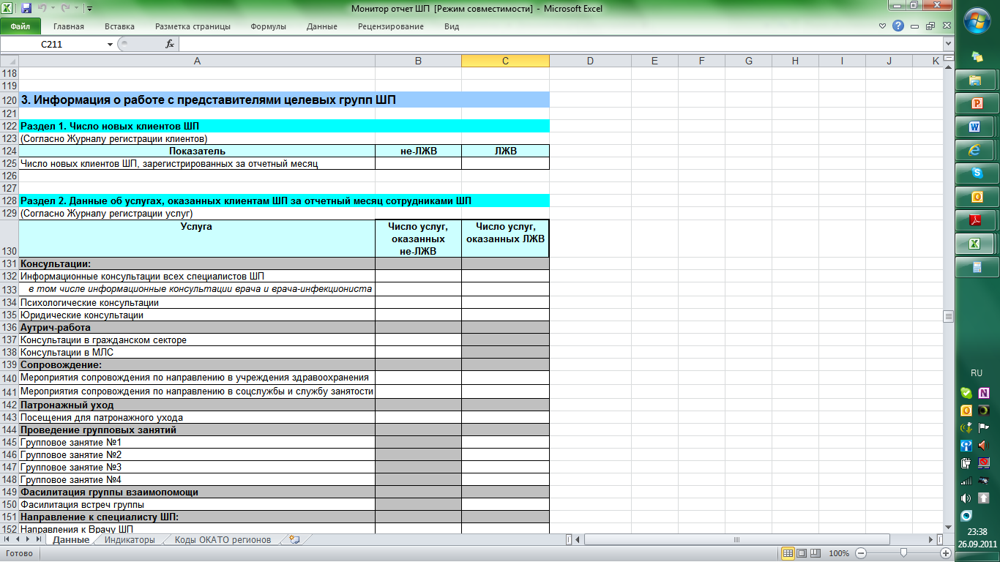 Монитор отчет ШП [Режим совместимости] - Microsoft Excel
Файл Главная Вставка Разметка страницы Формулы Данные Рецензирование Вид
C211 fx
A B C D E F G H I J K
118
119
120 3. Информация о работе с представителями целевых групп ШП
121
122 Раздел 1. Число новых клиентов ШП
123 (Согласно Журналу регистрации клиентов)
124 Показатель не-ЛЖВ ЛЖВ
125 Число новых клиентов ШП, зарегистрированных за отчетный месяц
126
127
128 Раздел 2. Данные об услугах, оказанных клиентам ШП за отчетный месяц сотрудниками ШП
129 (Согласно Журналу регистрации услуг)
Услуга Число услуг, Число услуг,
оказанных оказанных ЛЖВ
130 не-ЛЖВ
131 Консультации:
132 Информационные консультации всех специалистов ШП
133 в том числе информационные консультации врача и врача-инфекциониста
134 Психологические консультации
135 Юридические консультации
136 Аутрич-работа
137 Консультации в гражданском секторе
138 Консультации в МЛС
139 Сопровождение:
140 Мероприятия сопровождения по направлению в учреждения здравоохранения
141 Мероприятия сопровождения по направлению в соцслужбы и службу занятости
142 Патронажный уход
143 Посещения для патронажного ухода
144 Проведение групповых занятий
145 Групповое занятие №1
146 Групповое занятие №2
147 Групповое занятие №3
148 Групповое занятие №4
149 Фасилитация группы взаимопомощи
150 Фасилитация встреч группы
151 Направление к специалисту ШП:
152 Направления к Врачу ШП
Данные Индикаторы Коды ОКАТО регионов
Готово 100%
RU
23:38
26.09.2011